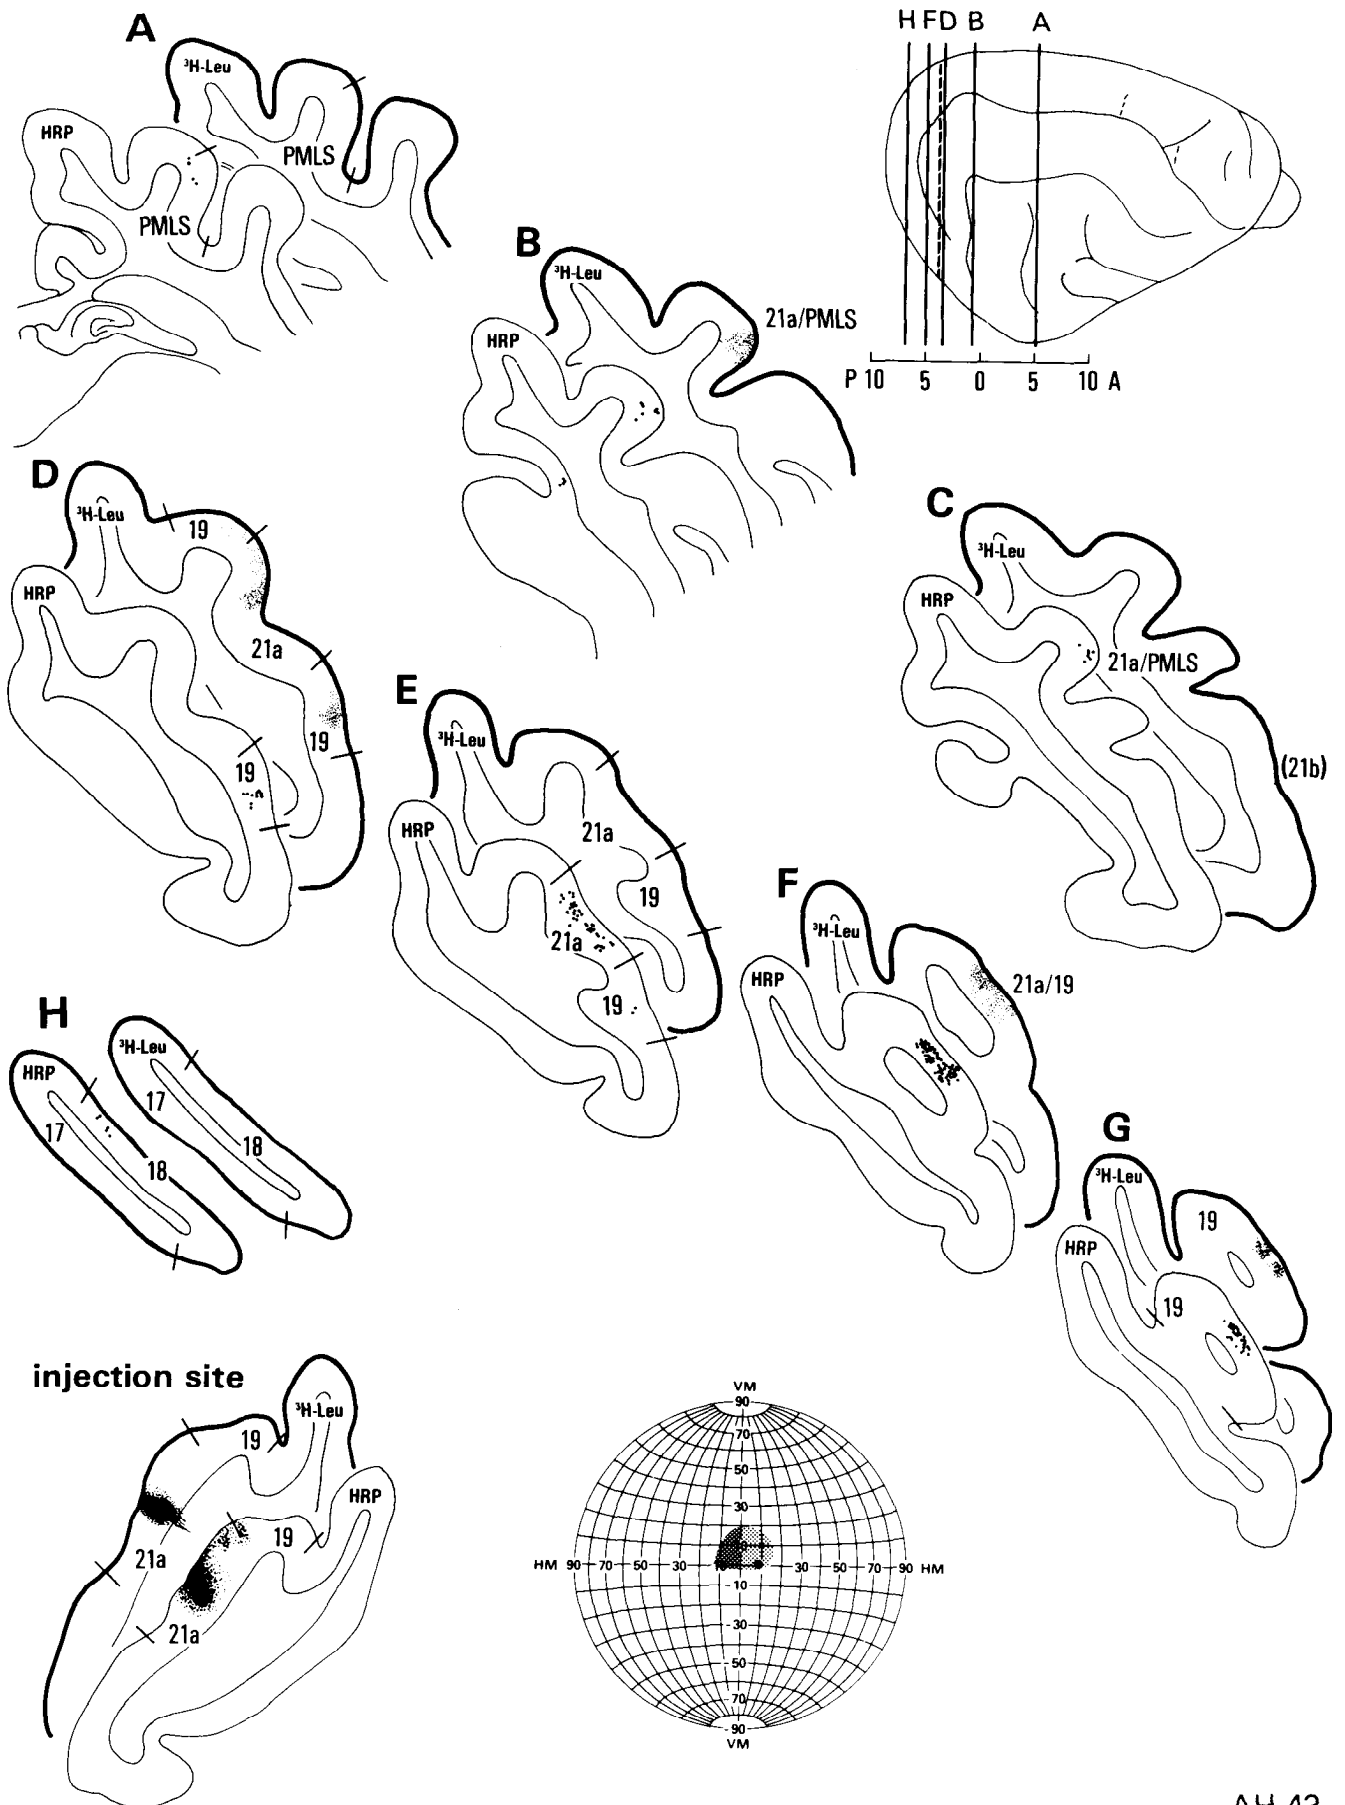 A
³H-Leu
HRP
PMLS
PMLS
H F D B A
P 10 5 0 5 10 A
B
³H-Leu
HRP
21a/PMLS
D
³H-Leu
19
HRP
21a
19
19
C
³H-Leu
HRP
21a/PMLS
(21b)
E
³H-Leu
HRP
21a
19
21a
19
F
³H-Leu
HRP
21a/19
H
³H-Leu
HRP
17
17
18
18
G
³H-Leu
19
HRP
19
injection site
³H-Leu
19
HRP
19
21a
21a
VM
90
70
50
30
HM 90 70 50 30 30 50 70 90 HM
-10
-30
-50
-70
-90
VM